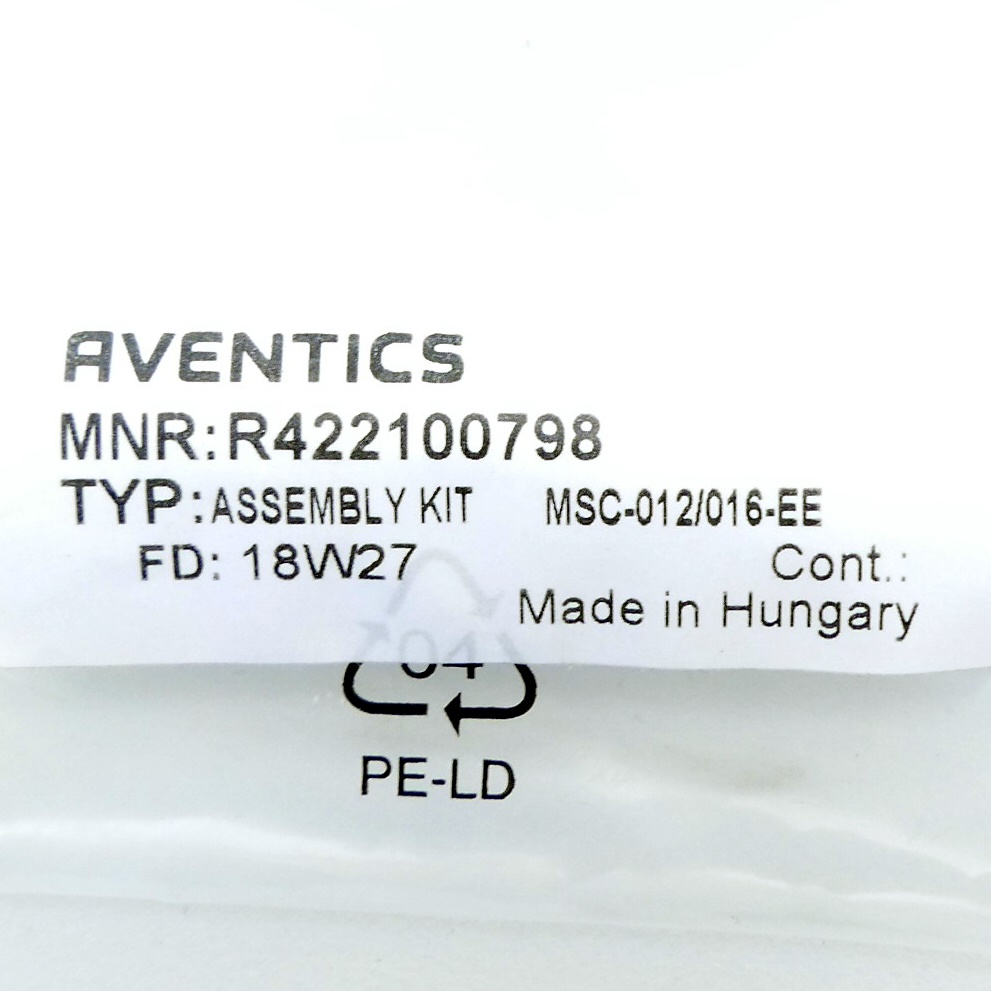 AVENTICS
MNR:R422100798
TYP:ASSEMBLY KIT MSC-012/016-EE
FD: 18W27 Cont.:
Made in Hungary
04
PE-LD